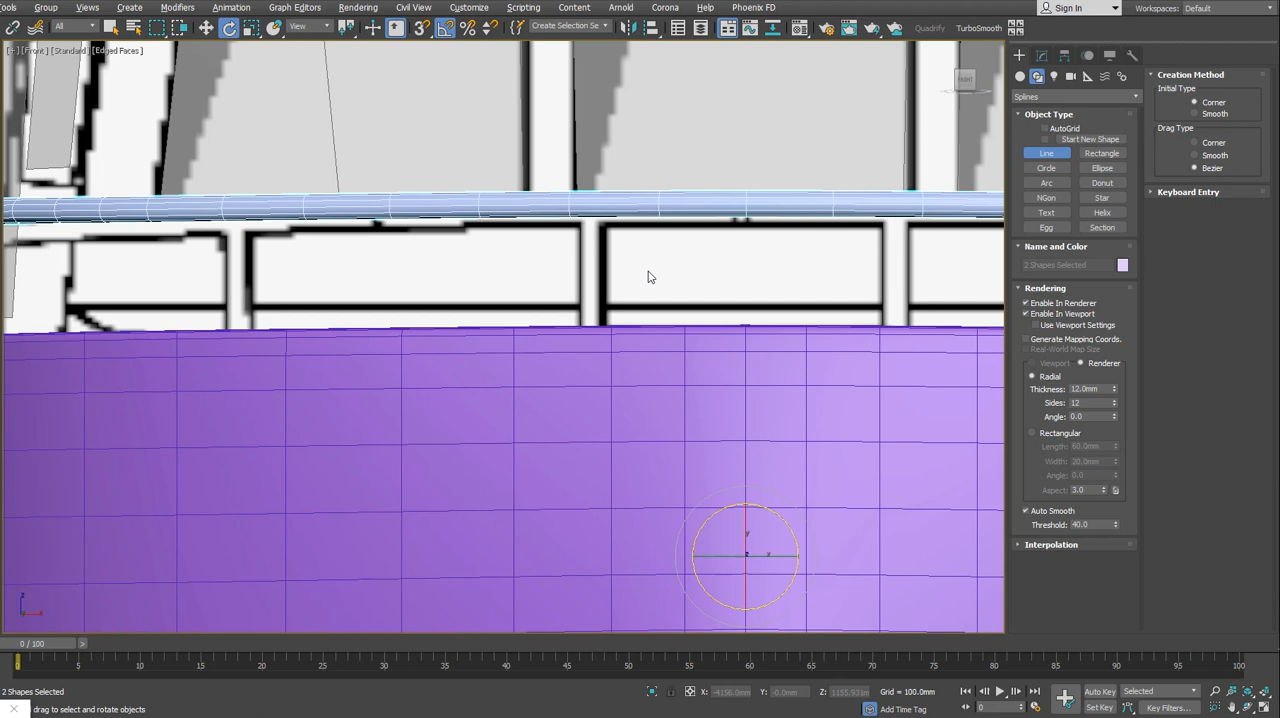 Tools Group Views Create Modifiers Animation Graph Editors Rendering Civil View Customize Scripting Content Arnold Corona Help Phoenix FD Sign In Workspaces: Default
All View Create Selection Se Quadrify TurboSmooth
[-] [Front ] [Standard ] [Edged Faces ]
FRONT
Splines
Object Type
AutoGrid
Start New Shape
Line Rectangle
Circle Ellipse
Arc Donut
NGon Star
Text Helix
Egg Section
Name and Color
2 Shapes Selected
Rendering
Enable In Renderer
Enable In Viewport
Use Viewport Settings
Generate Mapping Coords.
Real-World Map Size
Viewport Renderer
Radial
Thickness: 12.0mm
Sides: 12
Angle: 0.0
Rectangular
Length: 60.0mm
Width: 20.0mm
Angle: 0.0
Aspect: 3.0
Auto Smooth
Threshold: 40.0
Interpolation
Creation Method
Initial Type
Corner
Smooth
Drag Type
Corner
Smooth
Bezier
Keyboard Entry
y
z x
z
x
0 / 100 >
0 5 10 15 20 25 30 35 40 45 50 55 60 65 70 75 80 85 90 95 100
2 Shapes Selected X: -4156.0mm Y: -0.0mm Z: 1155.931m Grid = 100.0mm Auto Key Selected
drag to select and rotate objects Add Time Tag 0 Set Key Key Filters...